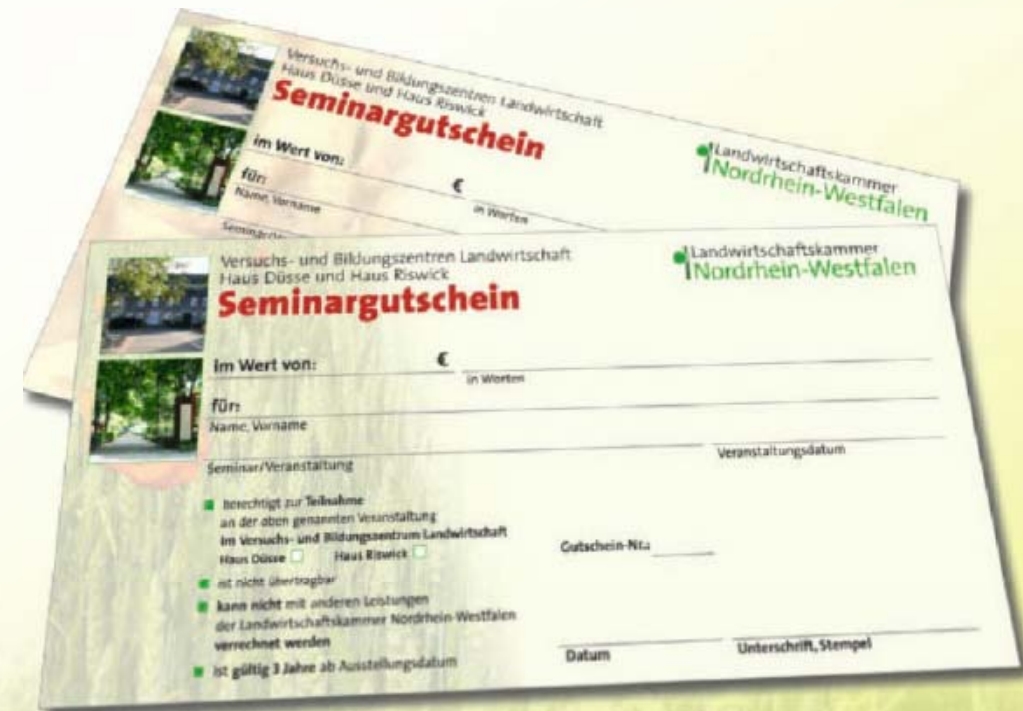 Versuchs- und Bildungszentren Landwirtschaft
Haus Düsse und Haus Riswick
Seminargutschein
Landwirtschaftskammer
Nordrhein-Westfalen
im Wert von:
€
in Worten
für:
Name, Vorname
Versuchs- und Bildungszentren Landwirtschaft
Haus Düsse und Haus Riswick
Seminargutschein
Landwirtschaftskammer
Nordrhein-Westfalen
im Wert von: €
in Worten
für:
Name, Vorname
Seminar/Veranstaltung
Veranstaltungsdatum
berechtigt zur Teilnahme
an der oben genannten Veranstaltung
im Versuchs- und Bildungszentrum Landwirtschaft
Haus Düsse Haus Riswick
Gutschein-Nr.:
ist nicht übertragbar
kann nicht mit anderen Leistungen
der Landwirtschaftskammer Nordrhein-Westfalen
verrechnet werden
ist gültig 3 Jahre ab Ausstellungsdatum
Datum
Unterschrift, Stempel